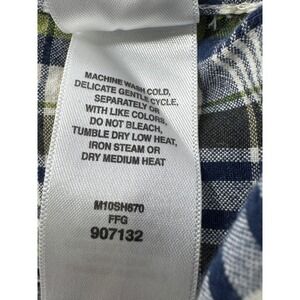 MACHINE WASH COLD,
DELICATE GENTLE CYCLE,
SEPARATELY OR
WITH LIKE COLORS,
DO NOT BLEACH,
TUMBLE DRY LOW HEAT,
IRON STEAM OR
DRY MEDIUM HEAT
M10SH670
FFG
907132